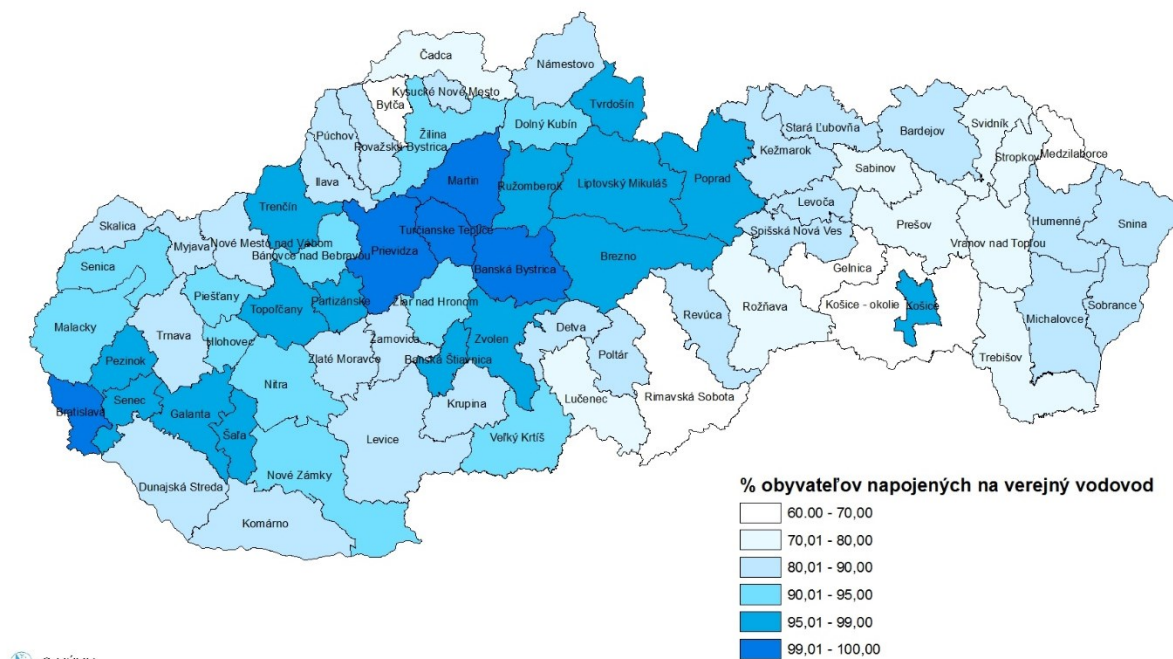 Čadca
Námestovo
Kysucké Nové Mesto
Bytča
Tvrdošín
Púchov
Žilina
Dolný Kubín
Považská Bystrica
Ilava
Martin
Ružomberok
Liptovský Mikuláš
Poprad
Kežmarok
Stará Ľubovňa
Bardejov
Svidník
Stropkov
Medzilaborce
Sabinov
Levoča
Prešov
Humenné
Snina
Spišská Nová Ves
Vranov nad Topľou
Gelnica
Košice - okolie
Košice
Sobrance
Michalovce
Trebišov
Rožňava
Revúca
Rimavská Sobota
Poltár
Detva
Lučenec
Trenčín
Skalica
Myjava
Nové Mesto nad Váhom
Bánovce nad Bebravou
Prievidza
Turčianske Teplice
Banská Bystrica
Brezno
Senica
Piešťany
Topoľčany
Partizánske
Žiar nad Hronom
Malacky
Trnava
Hlohovec
Zlaté Moravce
Žarnovica
Banská Štiavnica
Zvolen
Pezinok
Nitra
Krupina
Bratislava
Senec
Galanta
Šaľa
Levice
Veľký Krtíš
Dunajská Streda
Nové Zámky
Komárno
% obyvateľov napojených na verejný vodovod
60.00 - 70,00
70,01 - 80,00
80,01 - 90,00
90,01 - 95,00
95,01 - 99,00
99,01 - 100,00